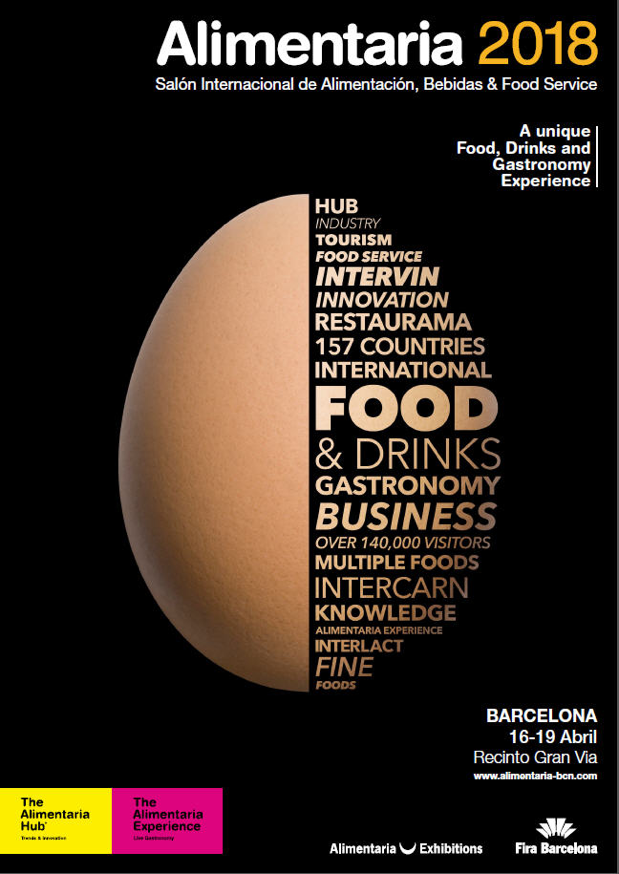 Alimentaria 2018
Salón Internacional de Alimentación, Bebidas & Food Service
A unique
Food, Drinks and
Gastronomy
Experience
HUB
INDUSTRY
TOURISM
FOOD SERVICE
INTERVIN
INNOVATION
RESTAURAMA
157 COUNTRIES
INTERNATIONAL
FOOD
& DRINKS
GASTRONOMY
BUSINESS
OVER 140,000 VISITORS
MULTIPLE FOODS
INTERCARN
KNOWLEDGE
ALIMENTARIA EXPERIENCE
INTERLACT
FINE
FOODS
BARCELONA
16-19 Abril
Recinto Gran Via
www.alimentaria-bcn.com
The
Alimentaria
Hub
Trends & Innovation
The
Alimentaria
Experience
Live Gastronomy
Alimentaria Exhibitions
Fira Barcelona